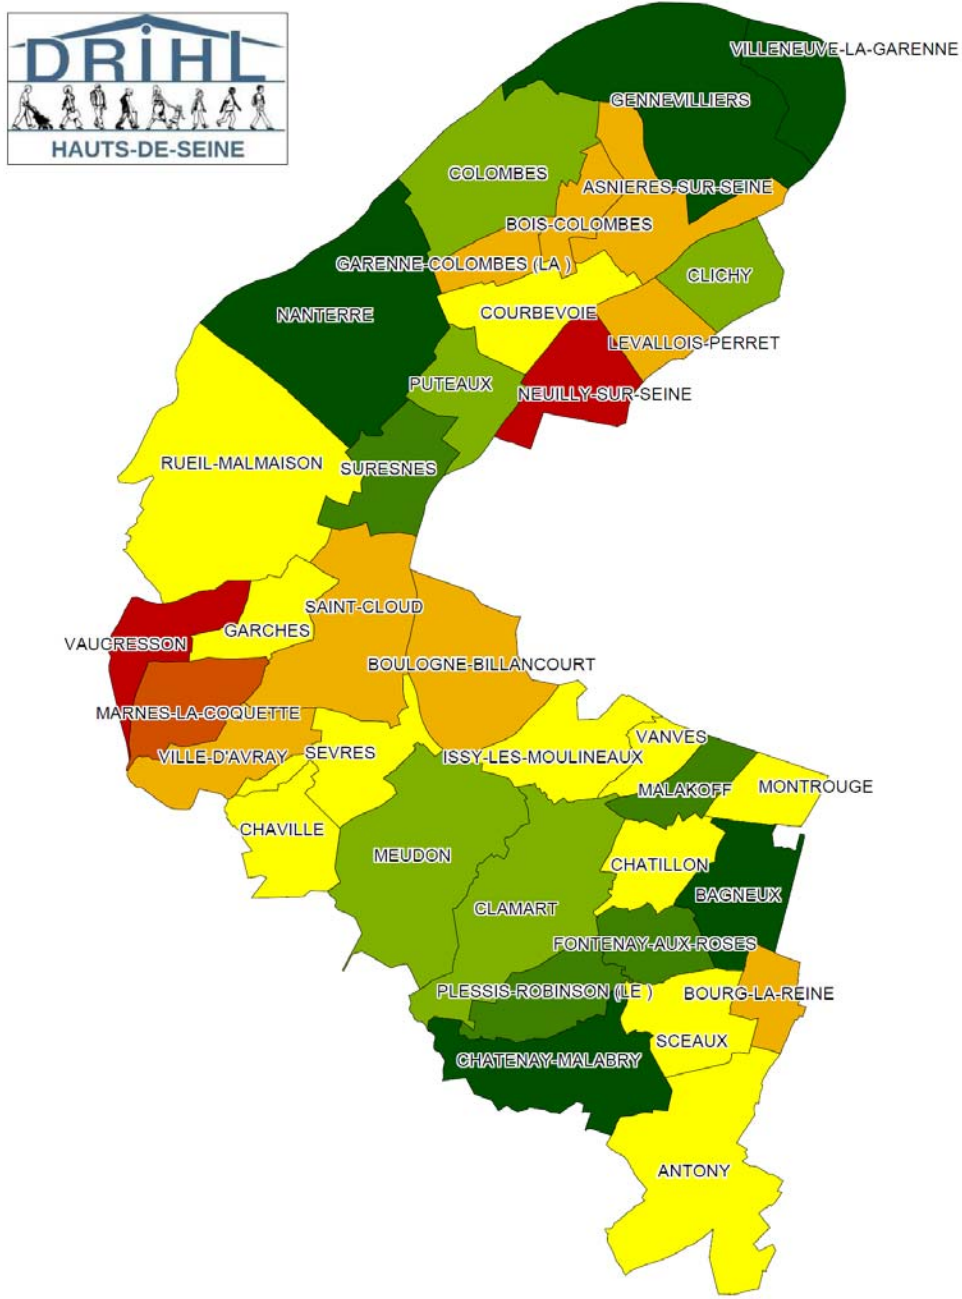 DRIHL
HAUTS-DE-SEINE
VILLENEUVE-LA-GARENNE
GENNEVILLIERS
COLOMBES
ASNIERES-SUR-SEINE
BOIS-COLOMBES
GARENNE-COLOMBES (LA )
CLICHY
NANTERRE
COURBEVOIE
LEVALLOIS-PERRET
PUTEAUX
NEUILLY-SUR-SEINE
RUEIL-MALMAISON
SURESNES
SAINT-CLOUD
GARCHES
VAUCRESSON
BOULOGNE-BILLANCOURT
MARNES-LA-COQUETTE
VANVES
SEVRES
VILLE-D'AVRAY
ISSY-LES-MOULINEAUX
MALAKOFF
MONTROUGE
CHAVILLE
MEUDON
CHATILLON
BAGNEUX
CLAMART
FONTENAY-AUX-ROSES
PLESSIS-ROBINSON (LE )
BOURG-LA-REINE
SCEAUX
CHATENAY-MALABRY
ANTONY